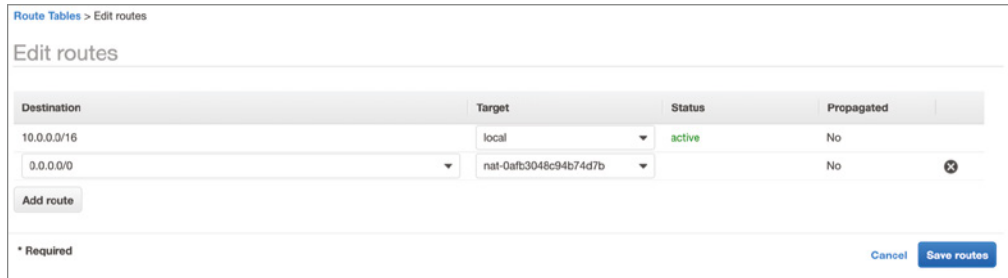 Route Tables > Edit routes
Edit routes
Destination Target Status Propagated
10.0.0.0/16 local active No
0.0.0.0/0 nat-0afb3048c94b74d7b No
Add route
* Required Cancel Save routes